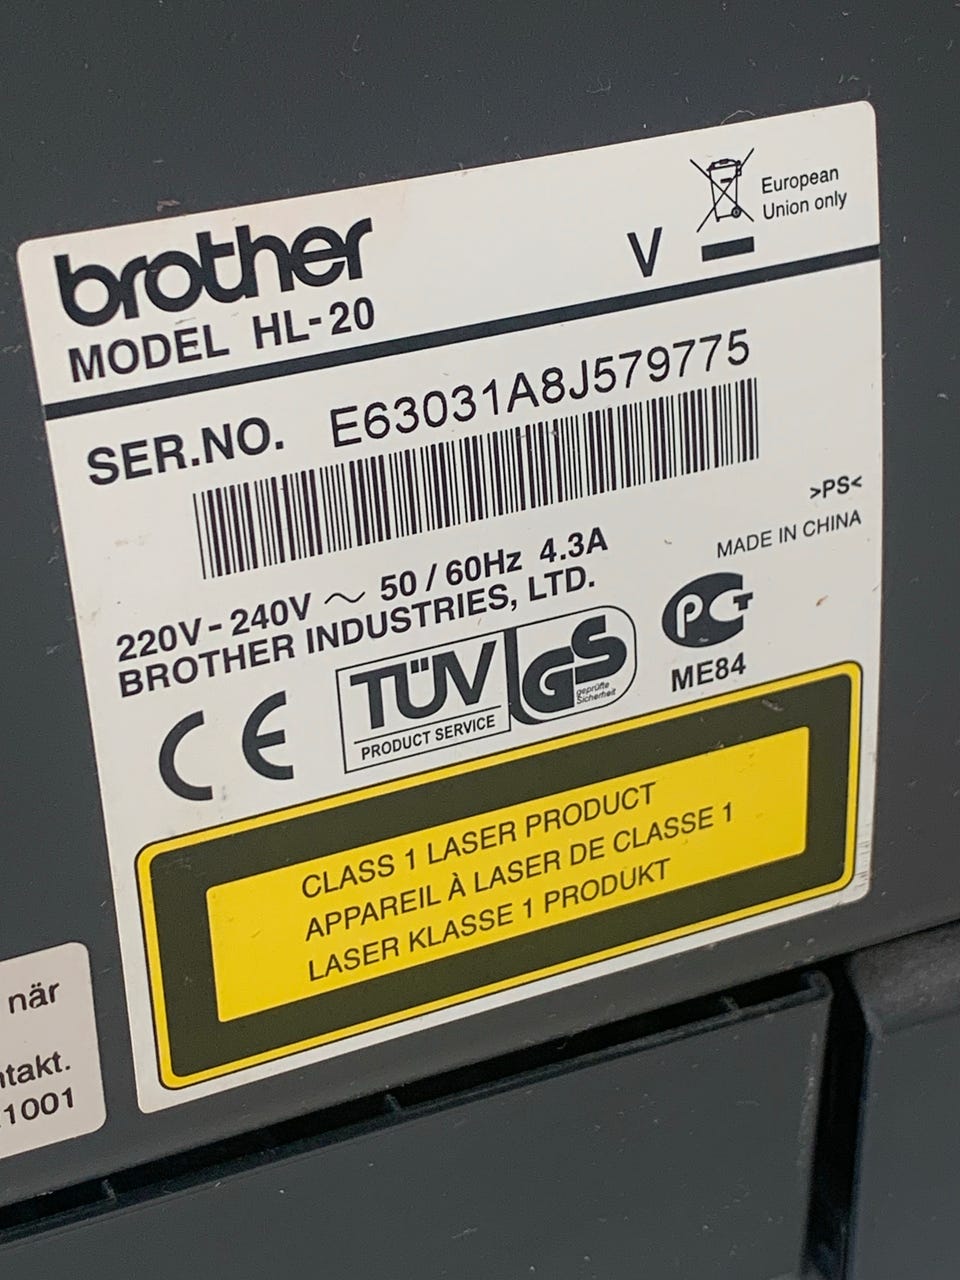 European
Union only
brother
V
MODEL HL-20
SER.NO. E63031A8J579775
>PS<
MADE IN CHINA
220V-240V ~ 50/60Hz 4.3A
BROTHER INDUSTRIES, LTD.
CE
TÜV
PRODUCT SERVICE
GS
geprüfte
Sicherheit
PCT
ME84
CLASS 1 LASER PRODUCT
APPAREIL À LASER DE CLASSE 1
LASER KLASSE 1 PRODUKT
när
ntakt.
1001